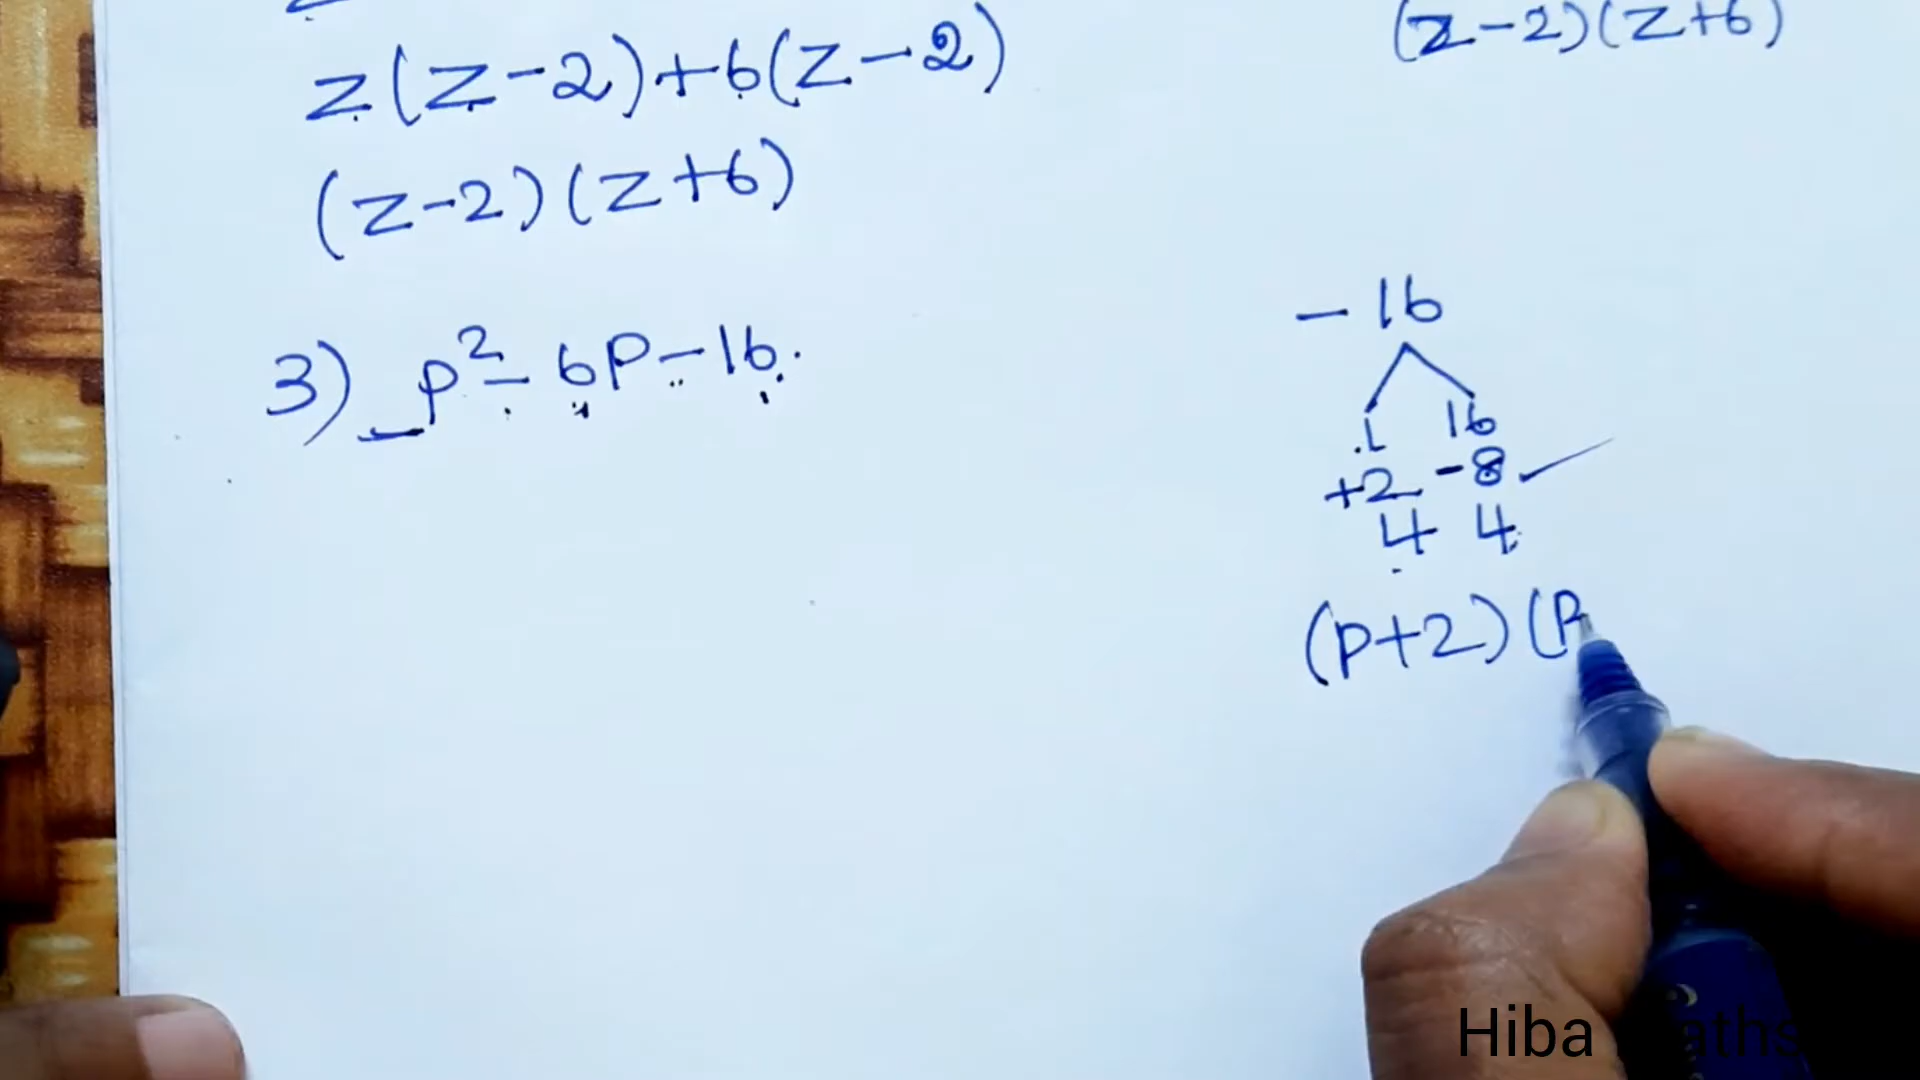 z(z-2)+6(z-2)
(z-2)(z+6)
(z-2)(z+6)
3) p²-6p-16.
-16
1 16
+2 -8
4 4
(p+2)(p
Hiba